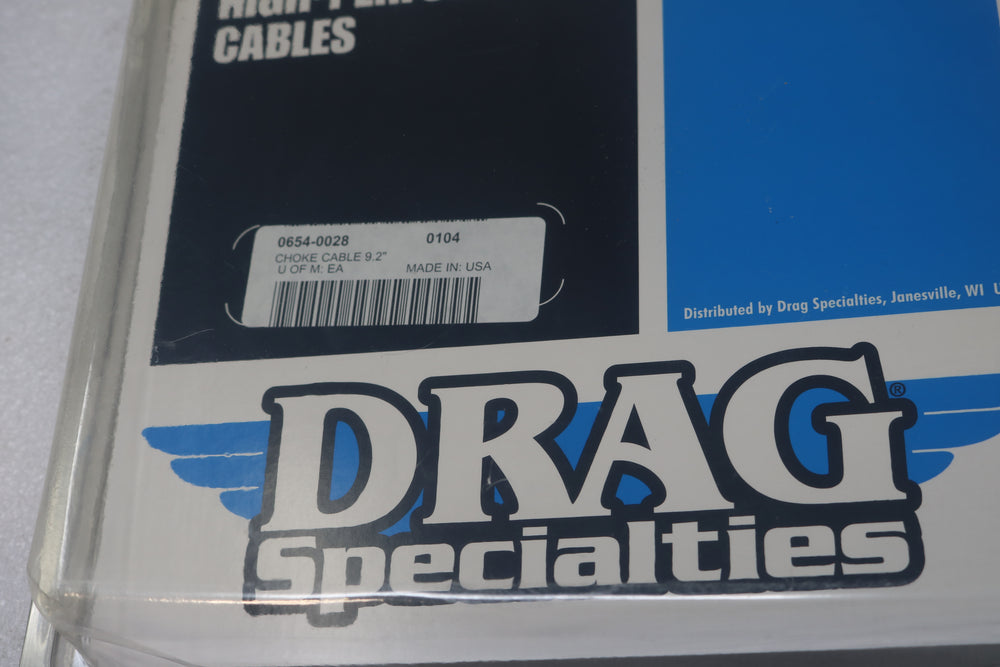 CABLES
0654-0028 0104
CHOKE CABLE 9.2"
U OF M: EA MADE IN: USA
Distributed by Drag Specialties, Janesville, WI
DRAG®
Specialties